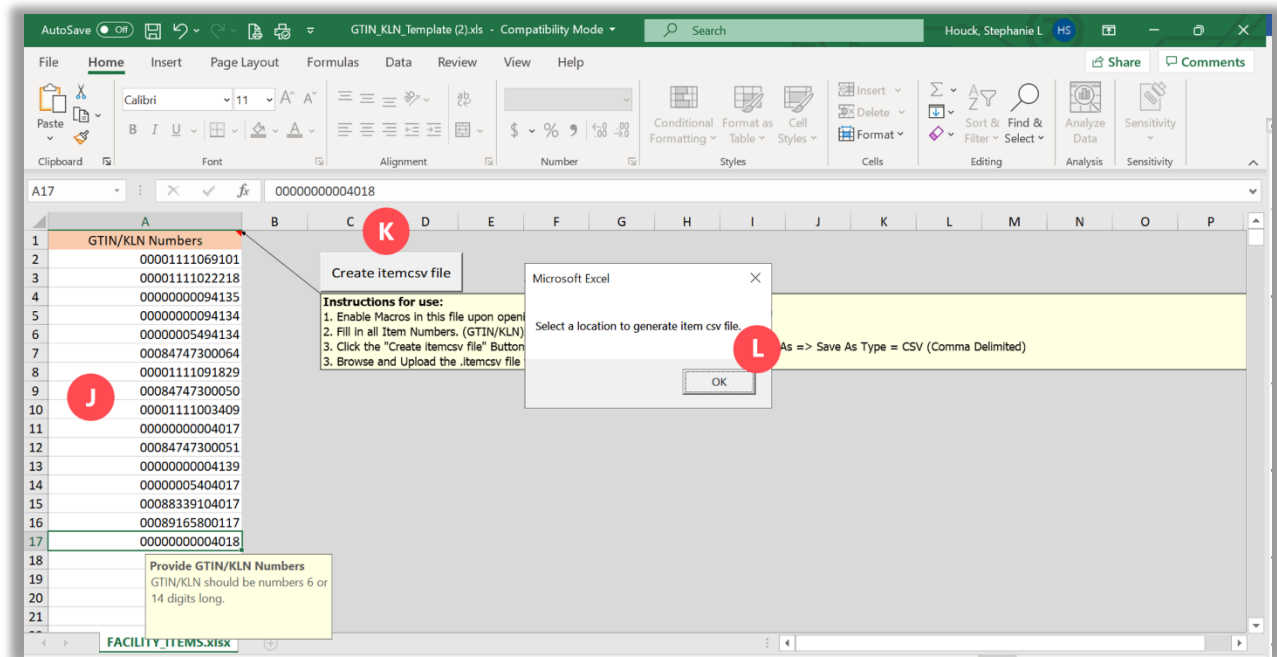 AutoSave Off GTIN_KLN_Template (2).xls - Compatibility Mode Search Houck, Stephanie L HS
File Home Insert Page Layout Formulas Data Review View Help Share Comments
Calibri 11 A^ A˅ ab Insert Σ
Paste B I U A $ % 9 Conditional Format as Cell Delete Sort & Find & Analyze Sensitivity
Formatting Table Styles Format Filter Select Data
Clipboard Font Alignment Number Styles Cells Editing Analysis Sensitivity
A17 fx 00000000004018
A B C D E F G H I J K L M N O P
K
1 GTIN/KLN Numbers
2 00001111069101
3 00001111022218
4 00000000094135
5 00000000094134
6 00000005494134
7 00084747300064
8 00001111091829
9 00084747300050
10 00001111003409
11 00000000004017
12 00084747300051
13 00000000004139
14 00000005404017
15 00088339104017
16 00089165800117
17 00000000004018
18
19
20
21
J
Create itemcsv file
Instructions for use:
1. Enable Macros in this file upon openi
2. Fill in all Item Numbers. (GTIN/KLN)
3. Click the "Create itemcsv file" Button As => Save As Type = CSV (Comma Delimited)
3. Browse and Upload the .itemcsv file
Microsoft Excel
Select a location to generate item csv file.
L
OK
Provide GTIN/KLN Numbers
GTIN/KLN should be numbers 6 or
14 digits long.
FACILITY_ITEMS.xlsx